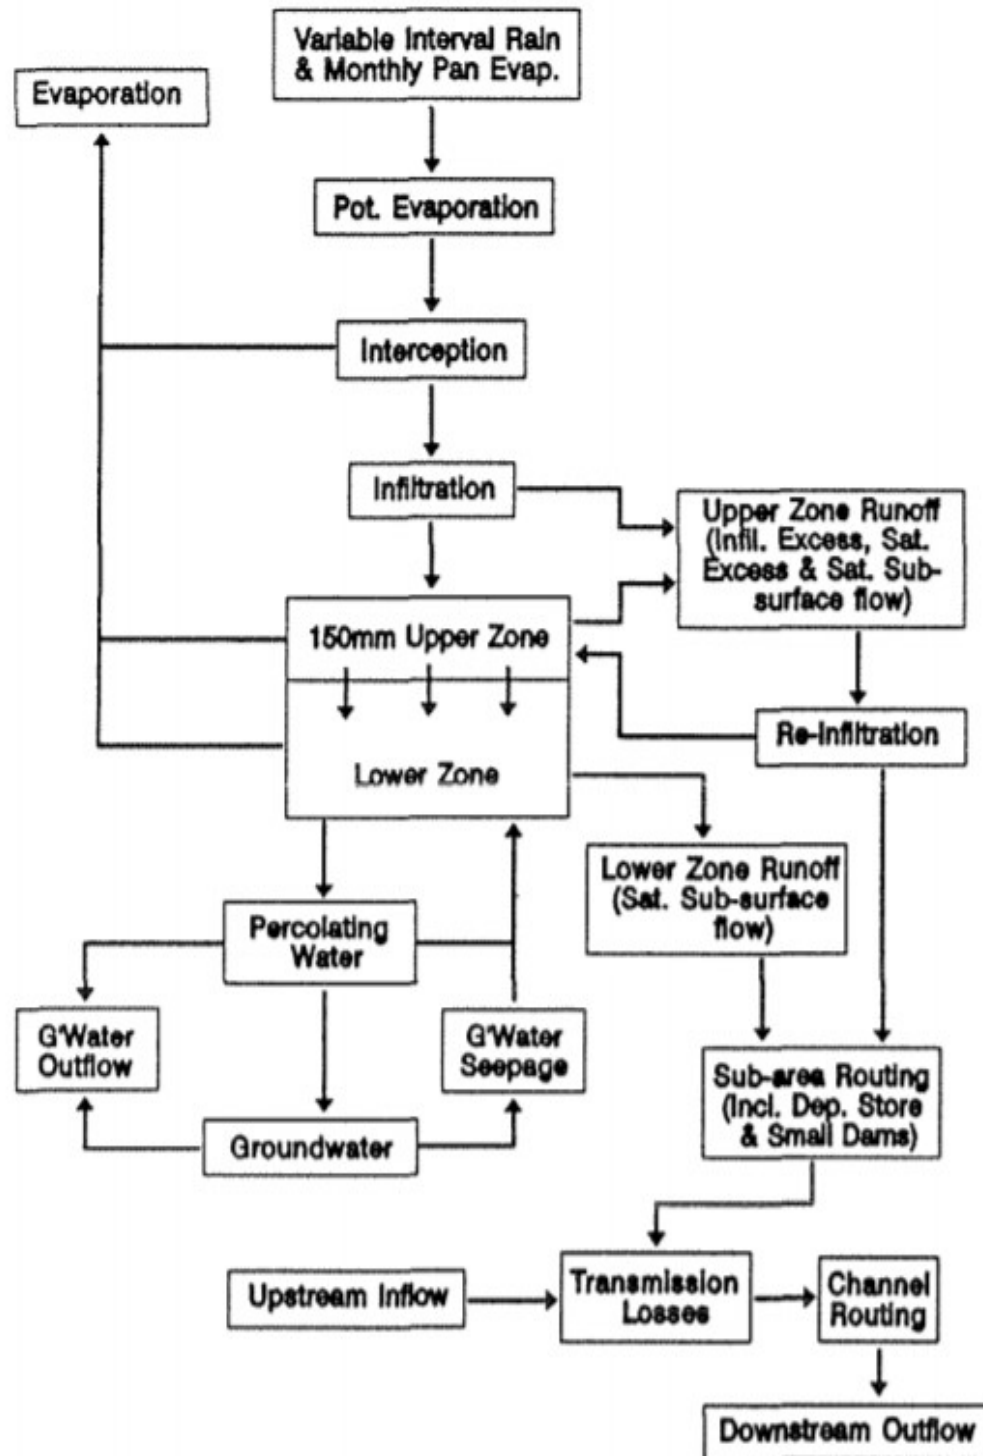 Variable Interval Rain
& Monthly Pan Evap.
Evaporation
Pot. Evaporation
Interception
Infiltration
Upper Zone Runoff
(Infil. Excess, Sat.
Excess & Sat. Sub-
surface flow)
150mm Upper Zone
Re-Infiltration
Lower Zone
Lower Zone Runoff
(Sat. Sub-surface
flow)
Percolating
Water
G'Water
Outflow
G'Water
Seepage
Sub-area Routing
(Incl. Dep. Store
& Small Dams)
Groundwater
Upstream Inflow
Transmission
Losses
Channel
Routing
Downstream Outflow